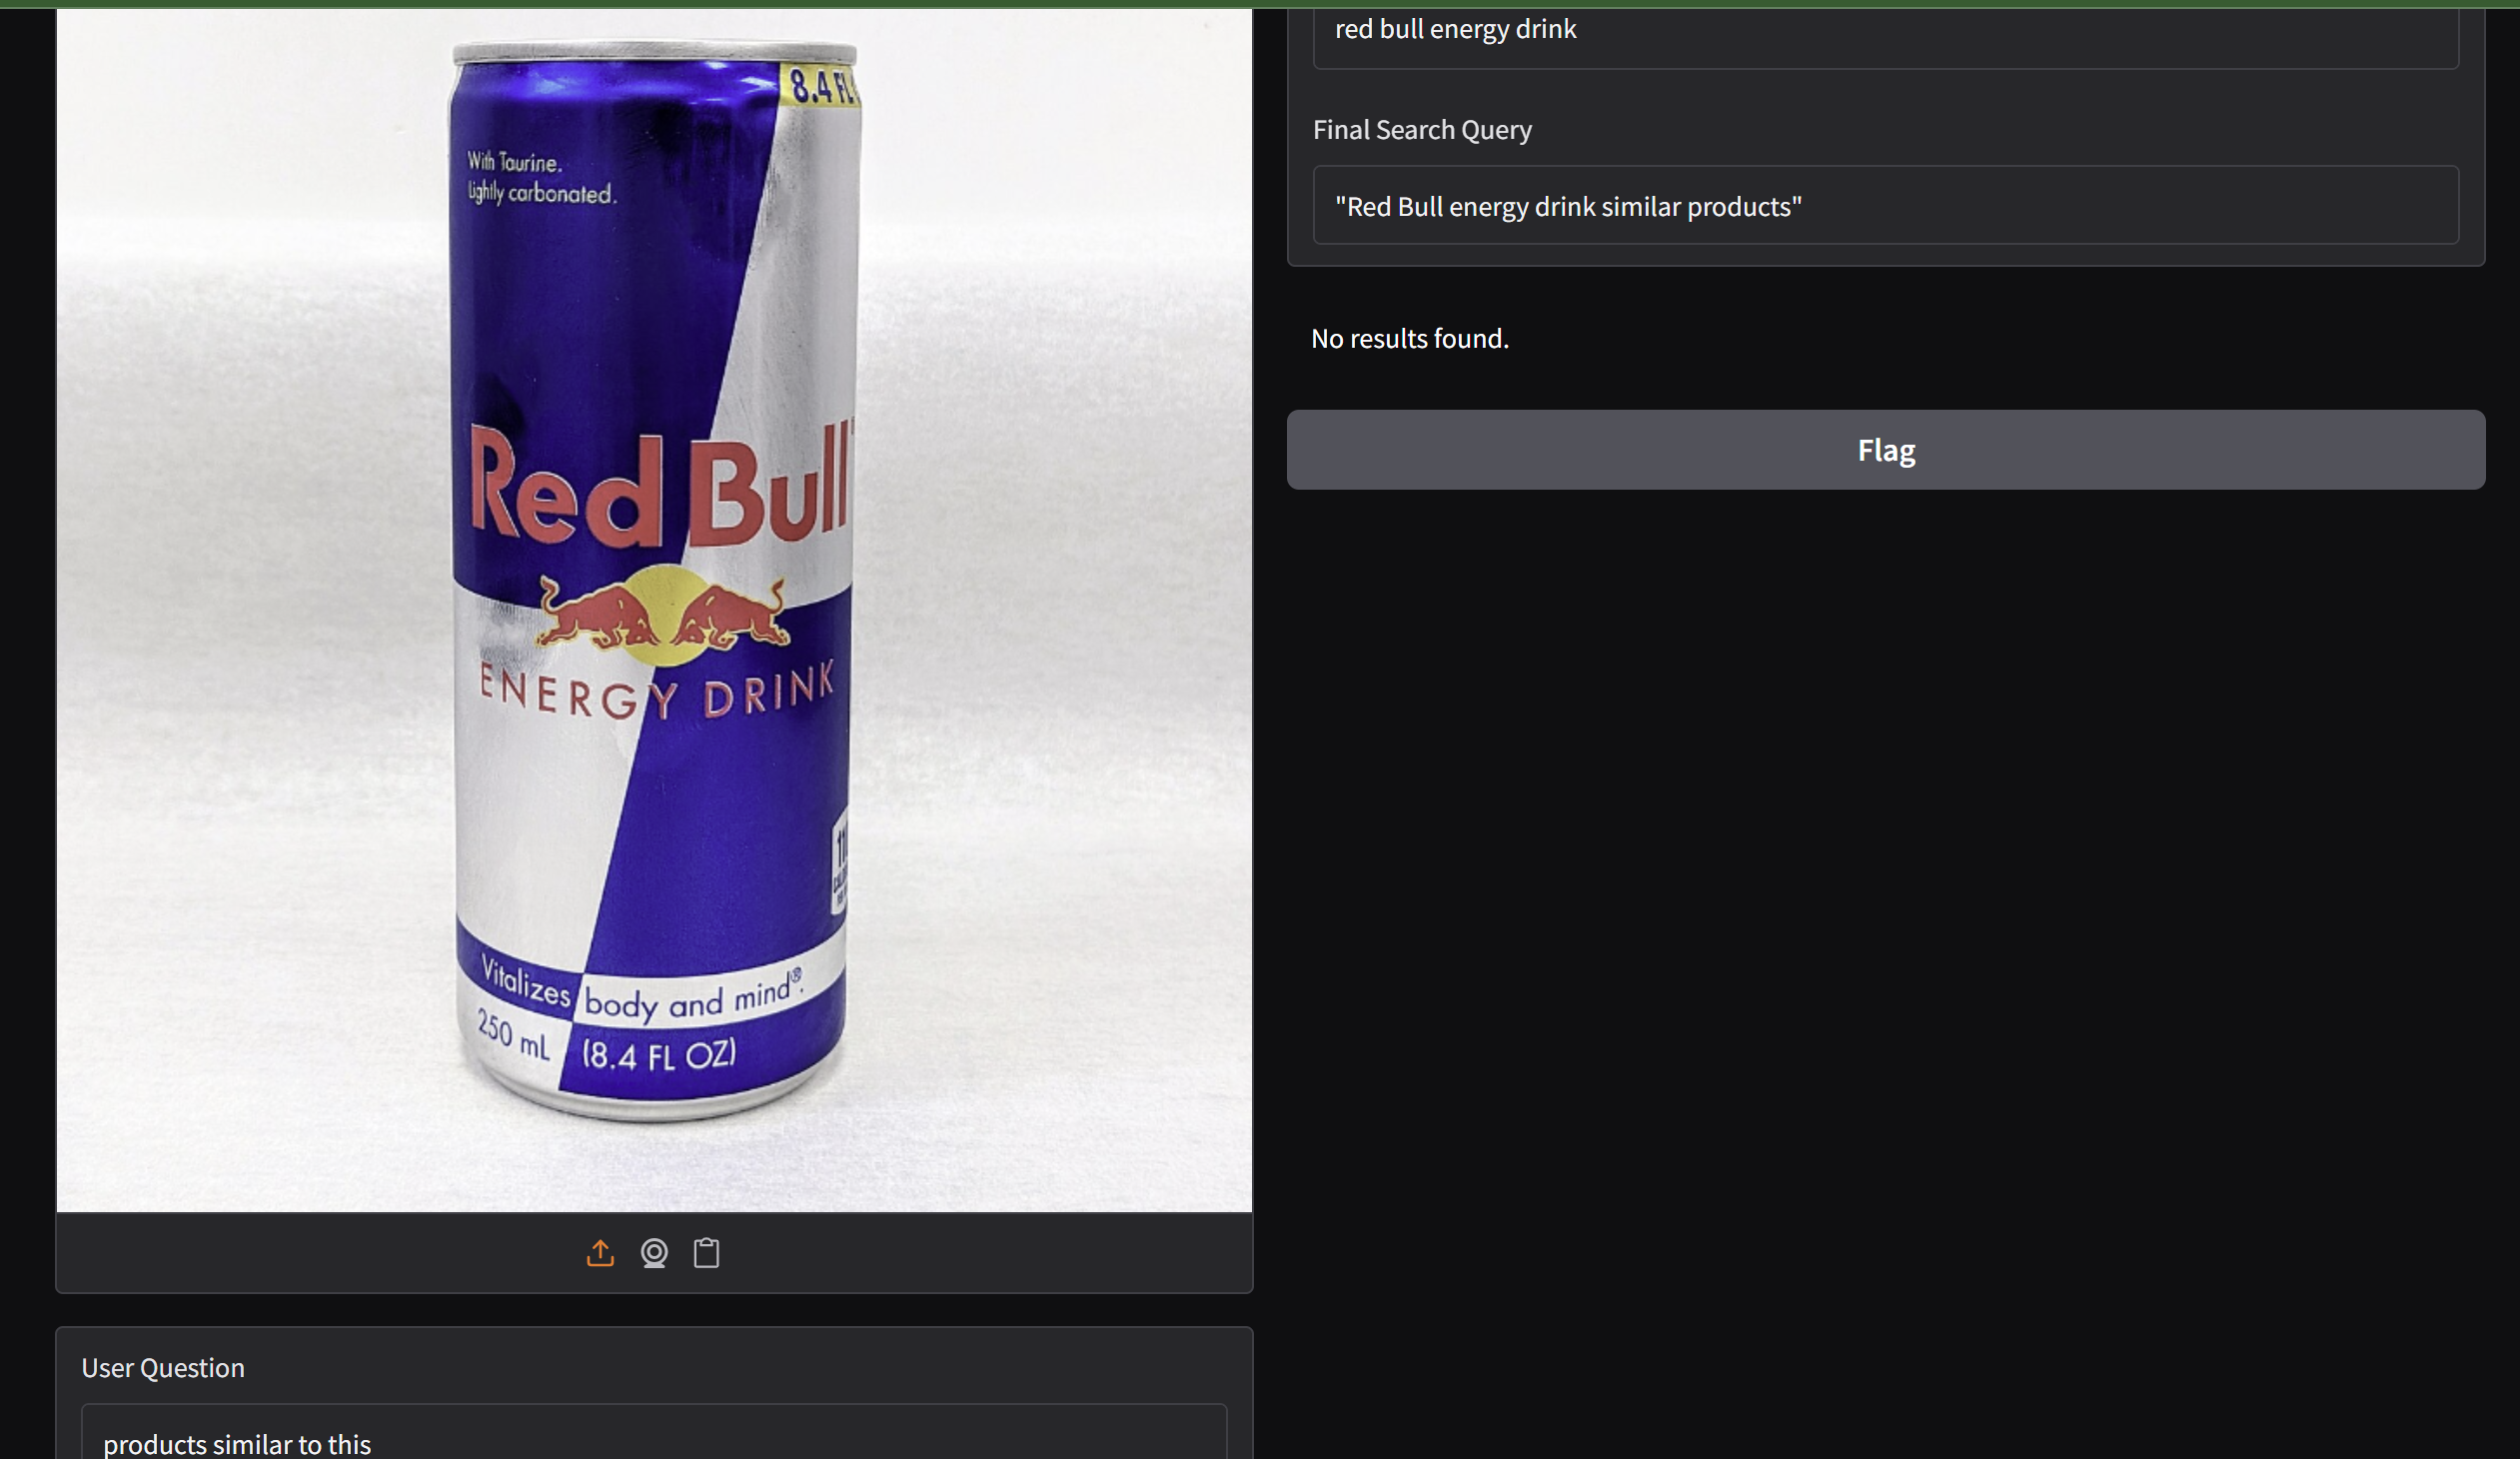 8.4 FL
With Taurine.
Lightly carbonated.
Red Bull
ENERGY DRINK
Vitalizes body and mind®.
250 mL (8.4 FL OZ)
User Question
products similar to this
red bull energy drink
Final Search Query
"Red Bull energy drink similar products"
No results found.
Flag